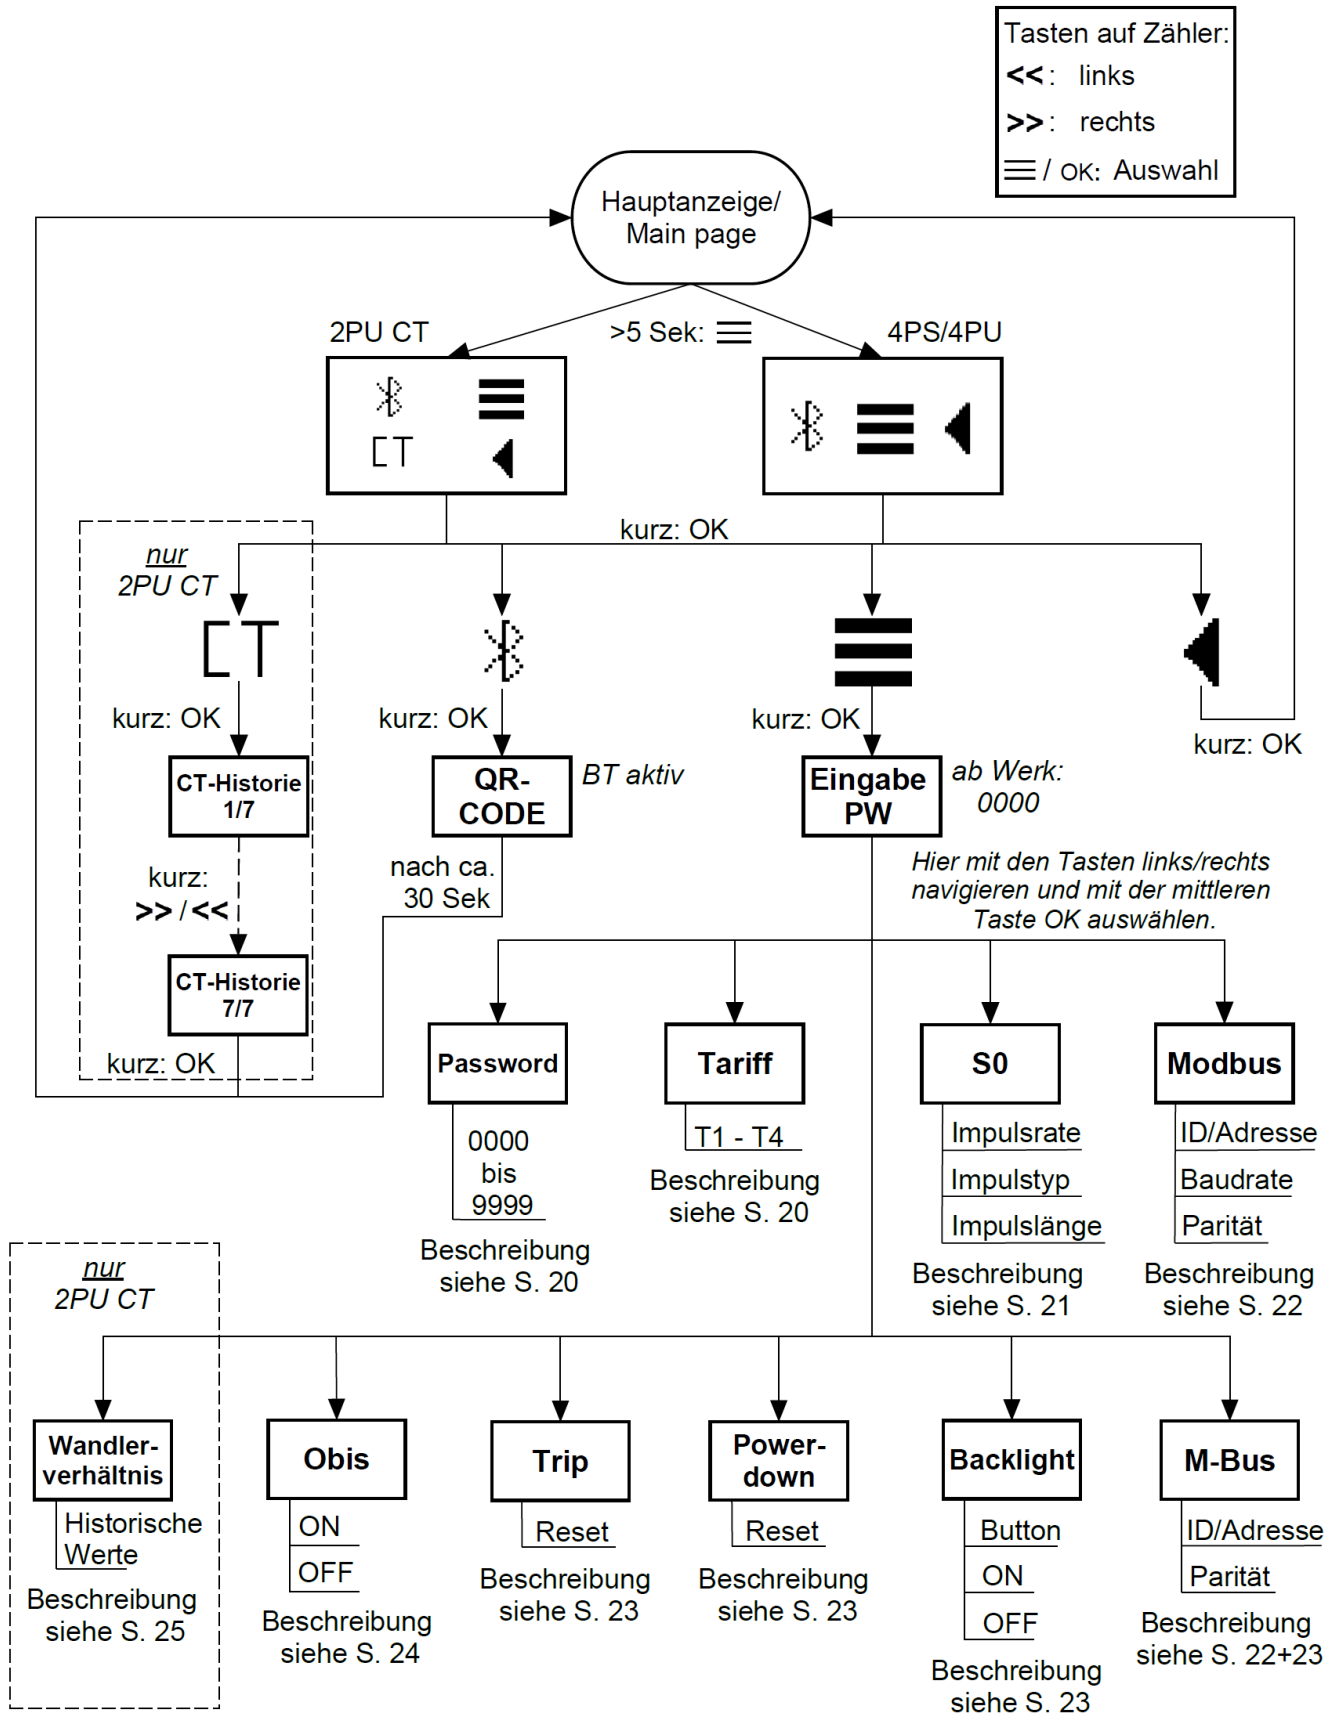 Tasten auf Zähler:
<< : links
>> : rechts
☰ / OK: Auswahl
Hauptanzeige/
Main page
2PU CT
>5 Sek: ☰
4PS/4PU
CT
kurz: OK
nur
2PU CT
CT
kurz: OK
kurz: OK
kurz: OK
kurz: OK
CT-Historie
1/7
QR-
CODE
BT aktiv
Eingabe
PW
ab Werk:
0000
kurz:
>> / <<
nach ca.
30 Sek
Hier mit den Tasten links/rechts
navigieren und mit der mittleren
Taste OK auswählen.
CT-Historie
7/7
kurz: OK
Password
0000
bis
9999
Beschreibung
siehe S. 20
Tariff
T1 - T4
Beschreibung
siehe S. 20
S0
Impulsrate
Impulstyp
Impulslänge
Beschreibung
siehe S. 21
Modbus
ID/Adresse
Baudrate
Parität
Beschreibung
siehe S. 22
nur
2PU CT
Wandler-
verhältnis
Historische
Werte
Beschreibung
siehe S. 25
Obis
ON
OFF
Beschreibung
siehe S. 24
Trip
Reset
Beschreibung
siehe S. 23
Power-
down
Reset
Beschreibung
siehe S. 23
Backlight
Button
ON
OFF
Beschreibung
siehe S. 23
M-Bus
ID/Adresse
Parität
Beschreibung
siehe S. 22+23